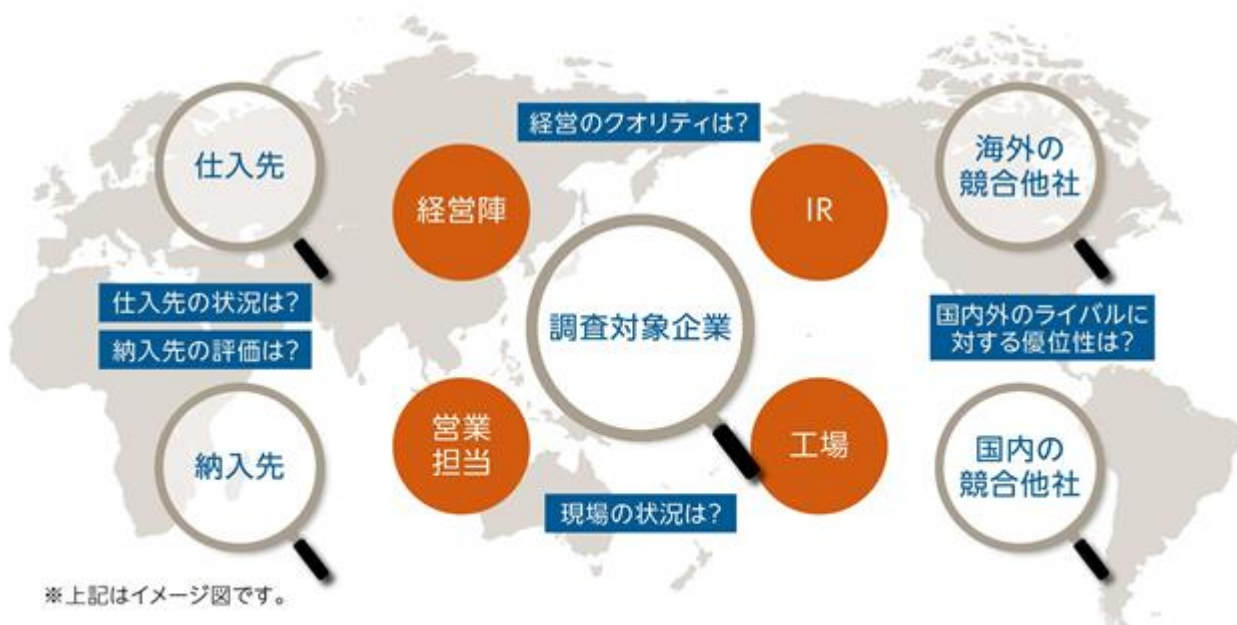 経営のクオリティは?
仕入先
経営陣
IR
海外の
競合他社
仕入先の状況は?
納入先の評価は?
調査対象企業
国内外のライバルに
対する優位性は?
納入先
営業
担当
工場
国内の
競合他社
現場の状況は?
※上記はイメージ図です。